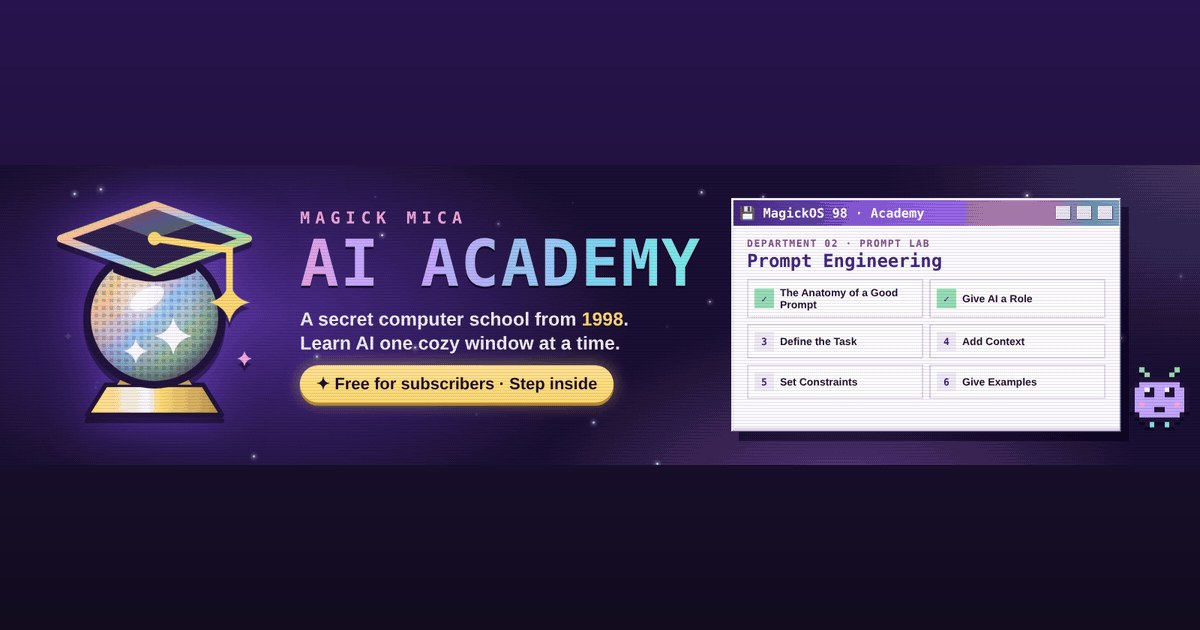 MAGICK MICA
AI ACADEMY
A secret computer school from 1998.
Learn AI one cozy window at a time.
✦ Free for subscribers · Step inside
MagickOS 98 · Academy
DEPARTMENT 02 · PROMPT LAB
Prompt Engineering
✓ The Anatomy of a Good
Prompt
✓ Give AI a Role
3 Define the Task
4 Add Context
5 Set Constraints
6 Give Examples